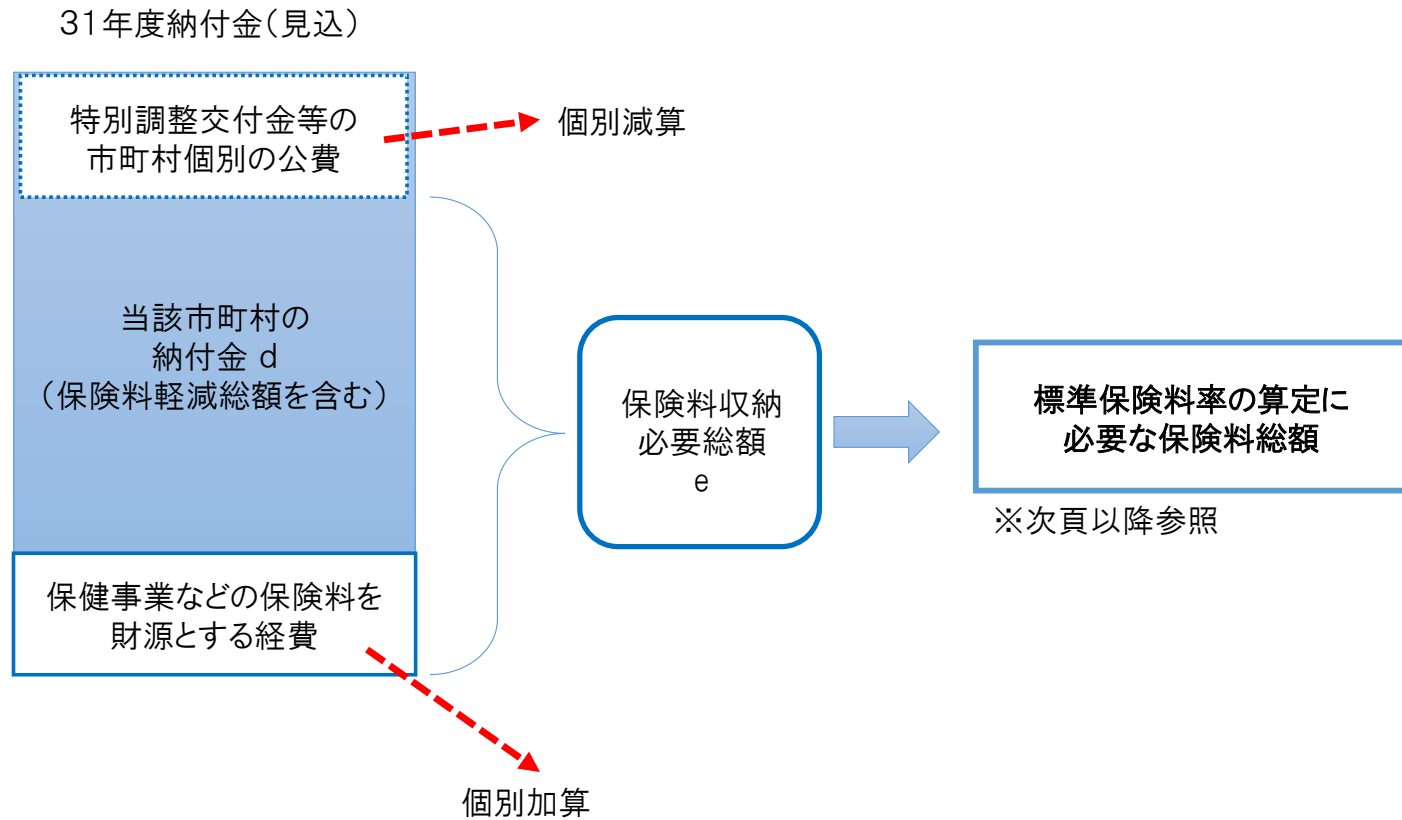 31年度納付金（見込）
特別調整交付金等の
市町村個別の公費
個別減算
当該市町村の
納付金 d
（保険料軽減総額を含む）
保険料収納
必要総額
e
標準保険料率の算定に
必要な保険料総額
※次頁以降参照
保健事業などの保険料を
財源とする経費
個別加算